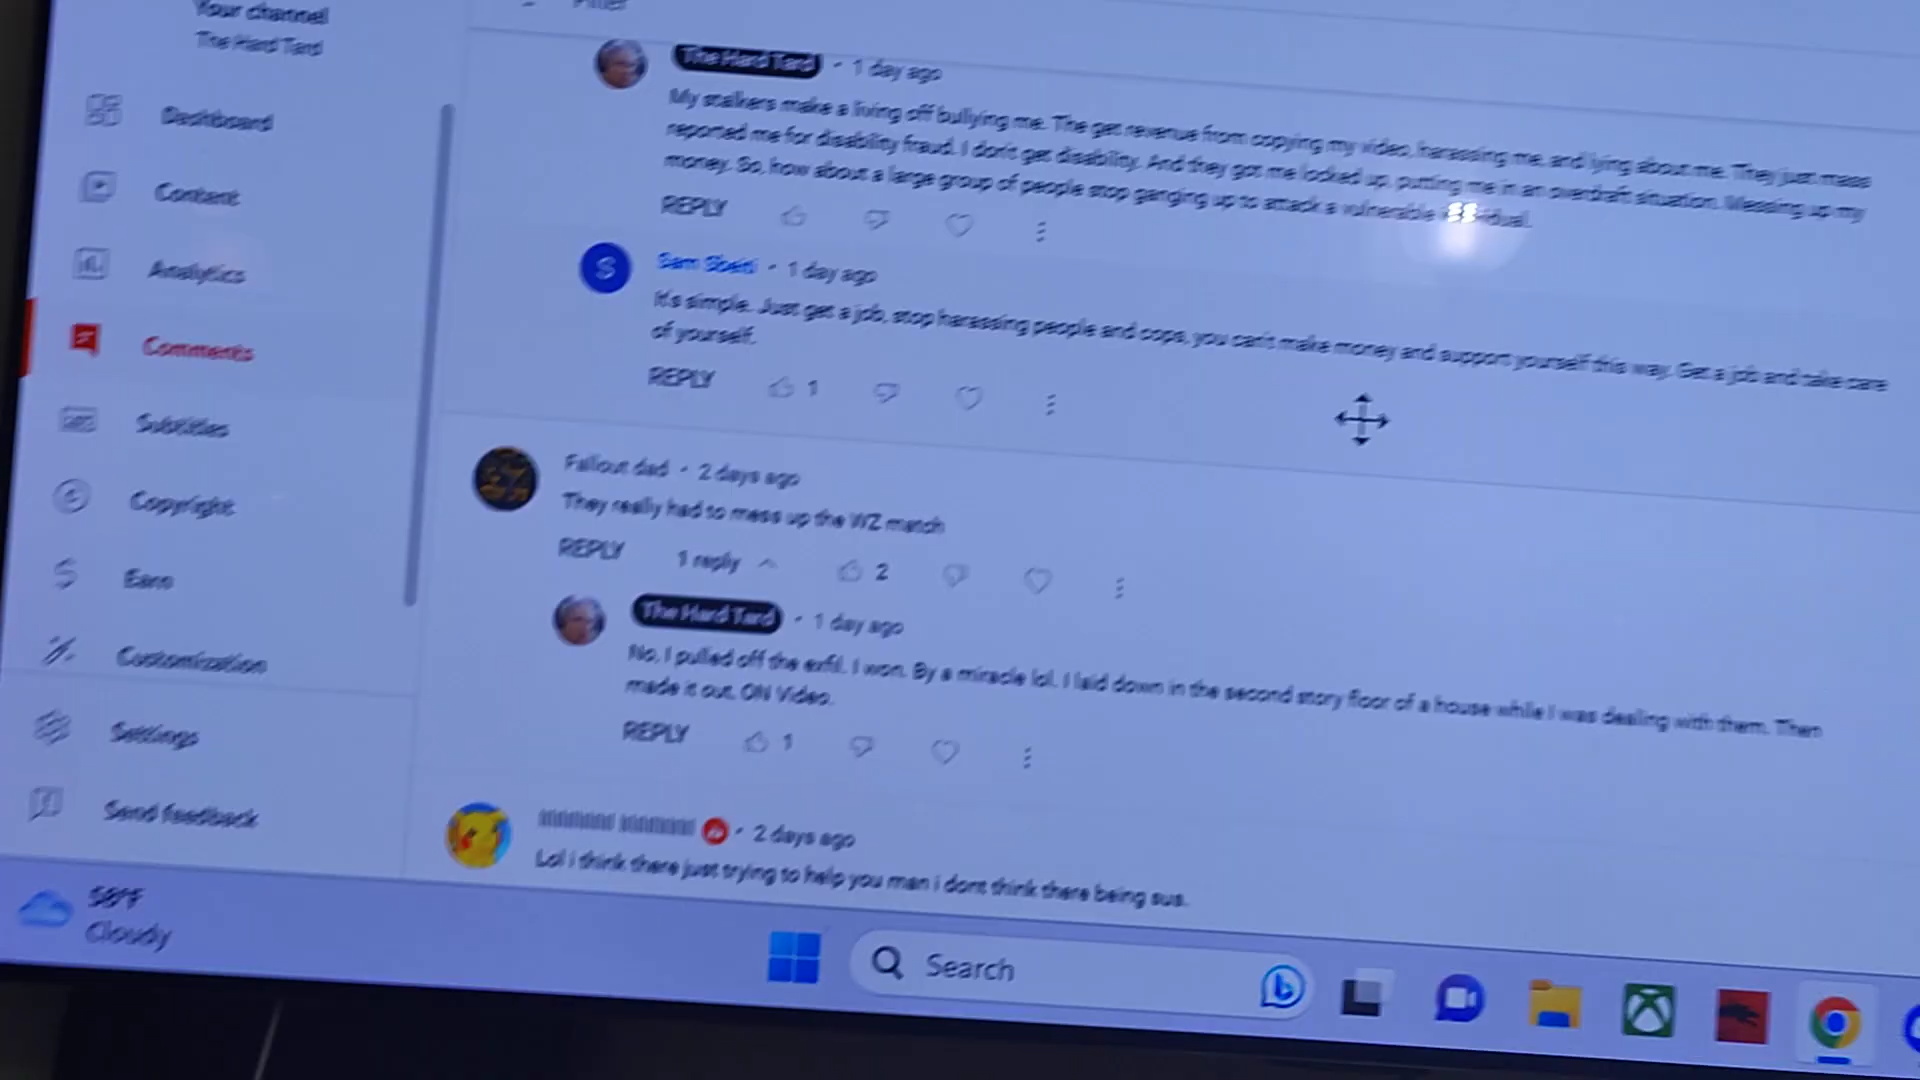 Your channel
The Hard Tard
Dashboard
Content
Analytics
Comments
Subtitles
Copyright
Earn
Customization
Settings
Send feedback
Filter
The Hard Tard • 1 day ago
My stalkers make a living off bullying me. The get revenue from copying my video, harassing me, and lying about me. They just mass
reported me for disability fraud. I don't get disability. And they got me locked up, putting me in an overdraft situation. Messing up my
money. So, how about a large group of people stop ganging up to attack a vulnerable
REPLY
S
Sam • 1 day ago
It's simple. Just get a job, stop harassing people and cops, you can't make money and support yourself this way. Get a job and take care
of yourself.
REPLY 1
Fallout dad • 2 days ago
They really had to mess up the WZ match
REPLY 1 reply 2
The Hard Tard • 1 day ago
No, I pulled off the exfil. I won. By a miracle lol. I laid down in the second story floor of a house while I was dealing with them. Then
made it out. ON Video.
REPLY 1
• 2 days ago
Lol i think there just trying to help you man i dont think there being sus.
58°F
Cloudy
Search